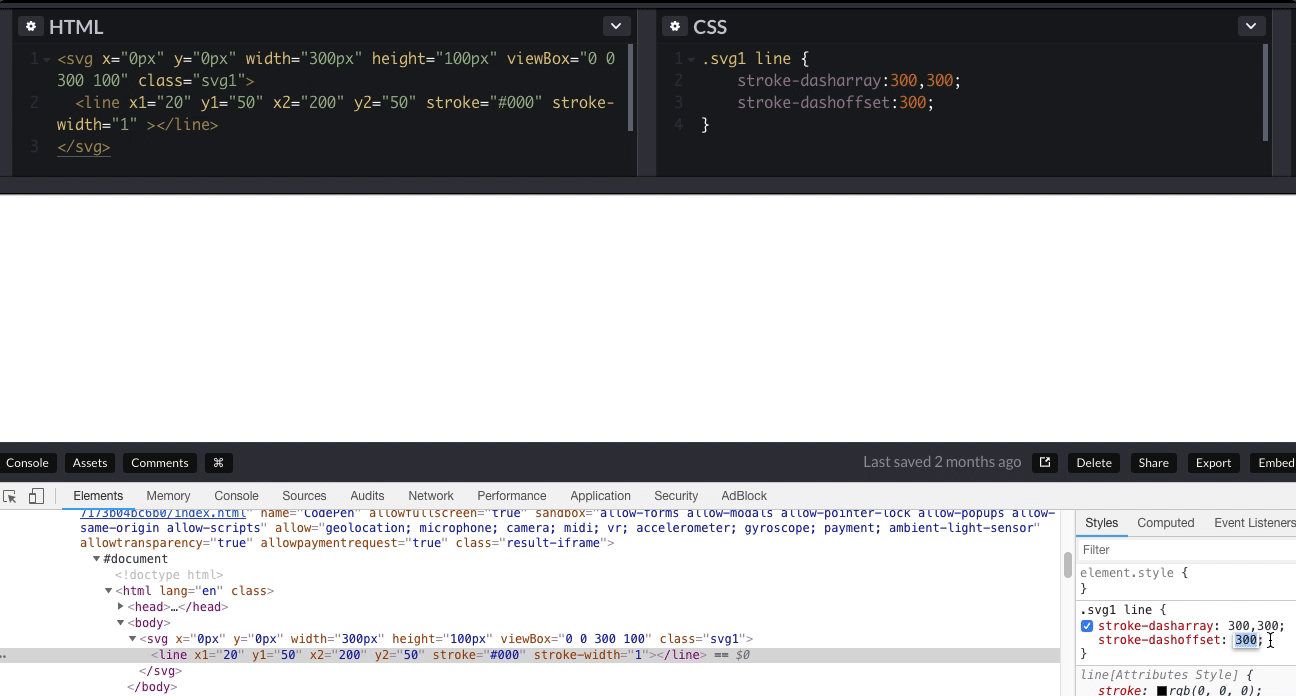 HTML
1 <svg x="0px" y="0px" width="300px" height="100px" viewBox="0 0
300 100" class="svg1">
2 <line x1="20" y1="50" x2="200" y2="50" stroke="#000" stroke-
width="1" ></line>
3 </svg>
CSS
1 .svg1 line {
2 stroke-dasharray:300,300;
3 stroke-dashoffset:300;
4 }
Console Assets Comments ⌘ Last saved 2 months ago Delete Share Export Embed
Elements Memory Console Sources Audits Network Performance Application Security AdBlock
7173b04bc6b0/index.html" name="CodePen" allowfullscreen="true" sandbox="allow-forms allow-modals allow-pointer-lock allow-popups allow-
same-origin allow-scripts" allow="geolocation; microphone; camera; midi; vr; accelerometer; gyroscope; payment; ambient-light-sensor"
allowtransparency="true" allowpaymentrequest="true" class="result-iframe">
▼#document
<!doctype html>
▼<html lang="en" class>
▶<head>…</head>
▼<body>
▼<svg x="0px" y="0px" width="300px" height="100px" viewBox="0 0 300 100" class="svg1">
<line x1="20" y1="50" x2="200" y2="50" stroke="#000" stroke-width="1"></line> == $0
</svg>
</body>
Styles Computed Event Listeners
Filter
element.style {
}
.svg1 line {
stroke-dasharray: 300,300;
stroke-dashoffset: 300;
}
line[Attributes Style] {
stroke: rgb(0, 0, 0);